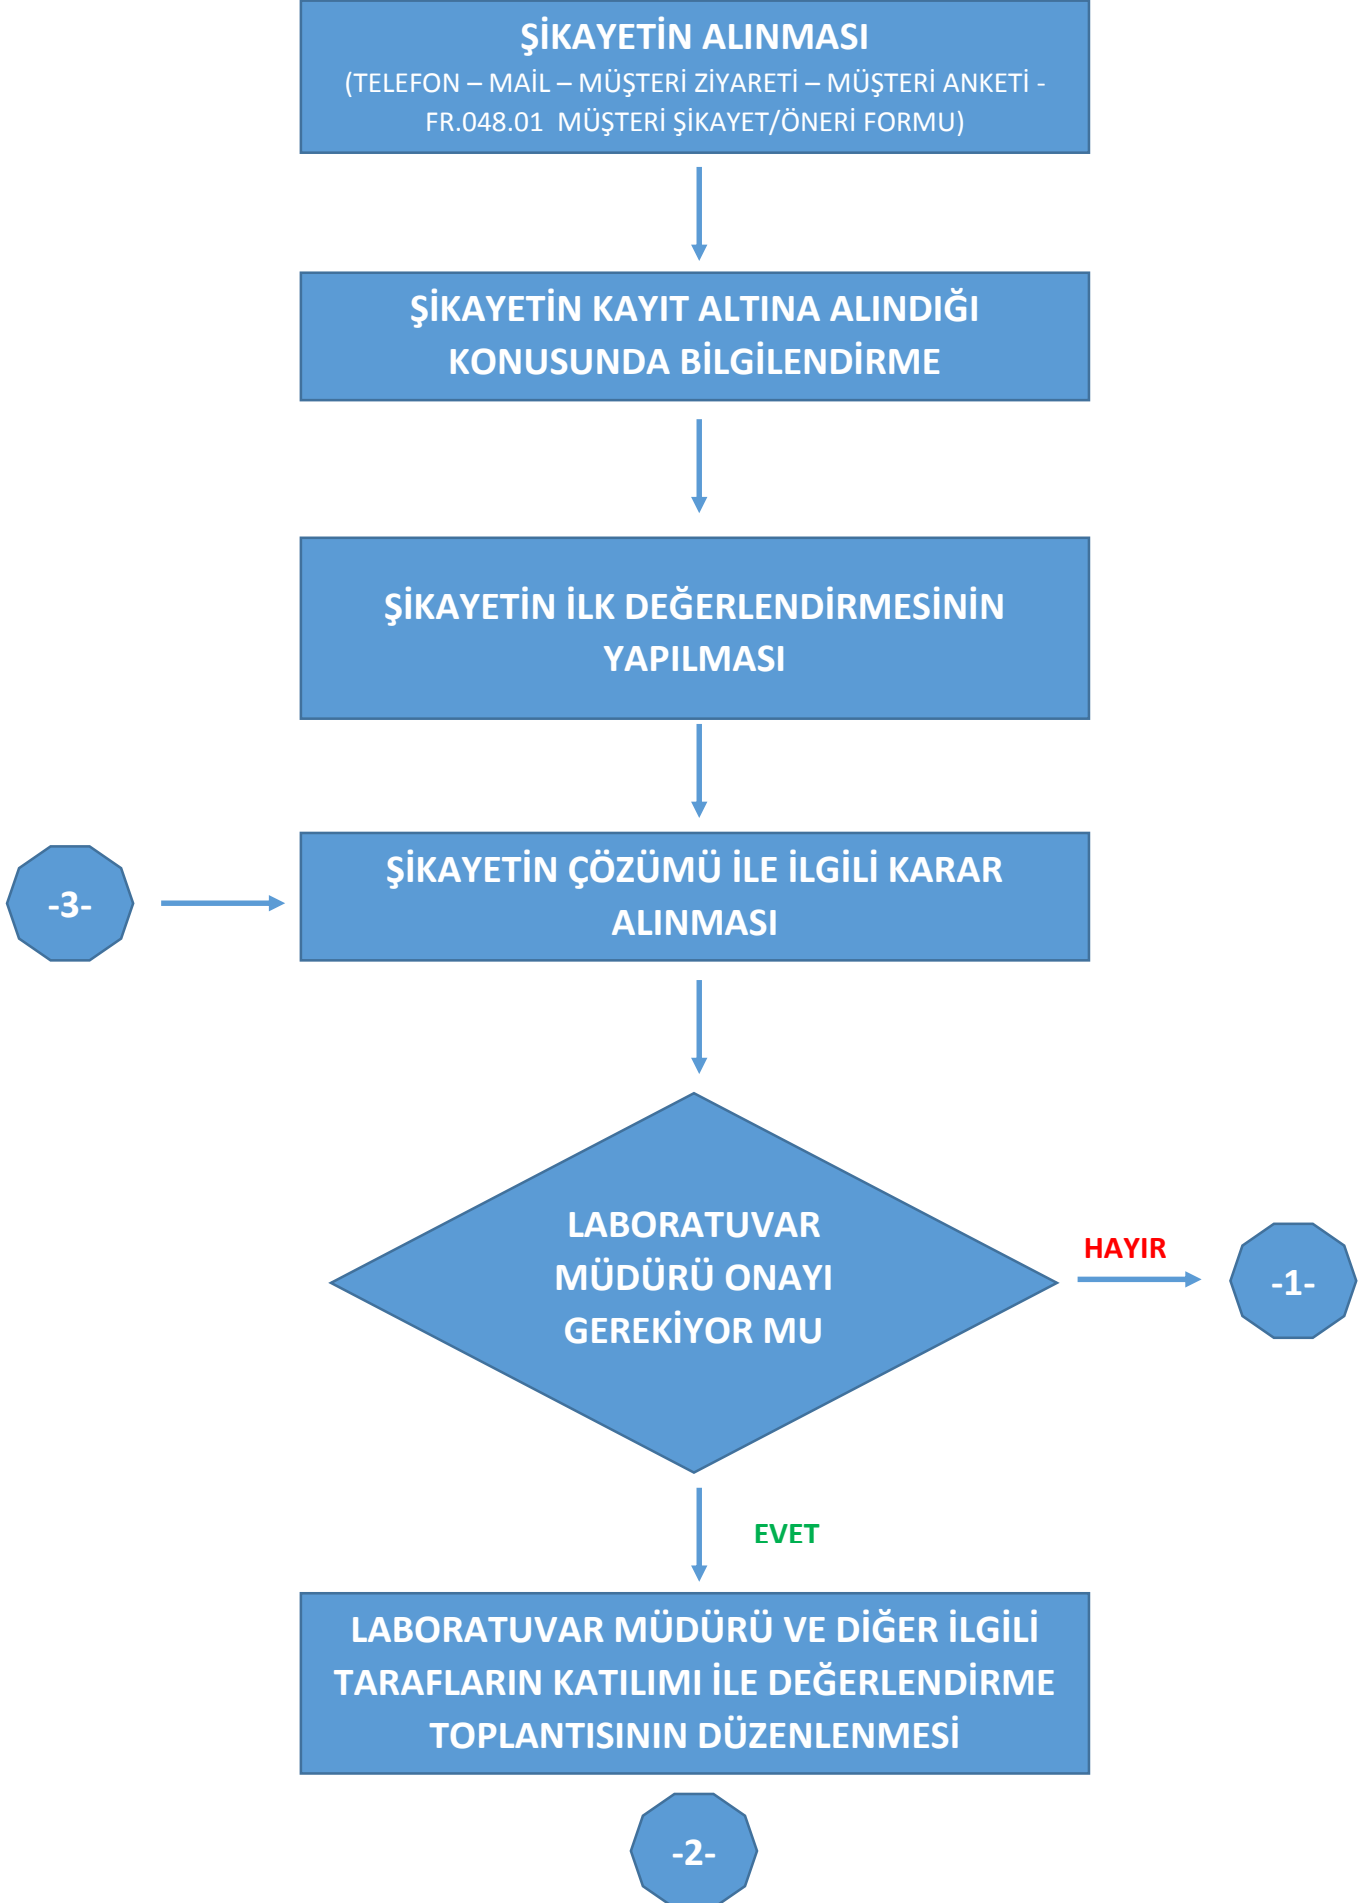 ŞİKAYETİN ALINMASI
(TELEFON – MAİL – MÜŞTERİ ZİYARETİ – MÜŞTERİ ANKETİ -
FR.048.01 MÜŞTERİ ŞİKAYET/ÖNERİ FORMU)
ŞİKAYETİN KAYIT ALTINA ALINDIĞI
KONUSUNDA BİLGİLENDİRME
ŞİKAYETİN İLK DEĞERLENDİRMESİNİN
YAPILMASI
-3-
ŞİKAYETİN ÇÖZÜMÜ İLE İLGİLİ KARAR
ALINMASI
LABORATUVAR
MÜDÜRÜ ONAYI
GEREKİYOR MU
HAYIR
-1-
EVET
LABORATUVAR MÜDÜRÜ VE DİĞER İLGİLİ
TARAFLARIN KATILIMI İLE DEĞERLENDİRME
TOPLANTISININ DÜZENLENMESİ
-2-